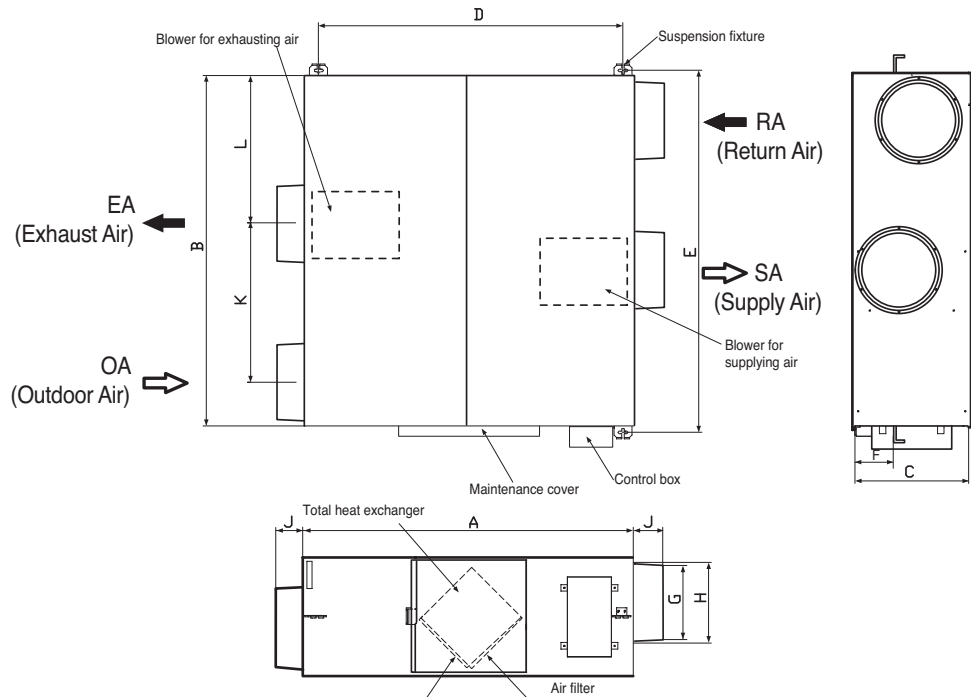 D
Blower for exhausting air
Suspension fixture
L
RA
(Return Air)
EA
(Exhaust Air)
B
E
K
SA
(Supply Air)
OA
(Outdoor Air)
Blower for
supplying air
F
C
Maintenance cover
Control box
Total heat exchanger
J
A
J
G
H
Air filter